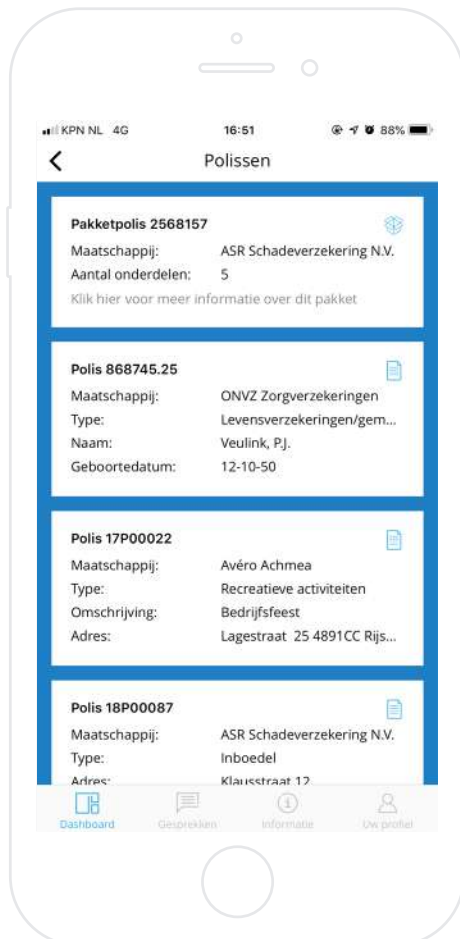 KPN NL 4G 16:51 88%
Polissen
Pakketpolis 2568157
Maatschappij: ASR Schadeverzekering N.V.
Aantal onderdelen: 5
Klik hier voor meer informatie over dit pakket
Polis 868745.25
Maatschappij: ONVZ Zorgverzekeringen
Type: Levensverzekeringen/gem...
Naam: Veulink, P.J.
Geboortedatum: 12-10-50
Polis 17P00022
Maatschappij: Avéro Achmea
Type: Recreatieve activiteiten
Omschrijving: Bedrijfsfeest
Adres: Lagestraat 25 4891CC Rijs...
Polis 18P00087
Maatschappij: ASR Schadeverzekering N.V.
Type: Inboedel
Adres: Klausstraat 12
Dashboard Gesprekken Informatie Uw profiel